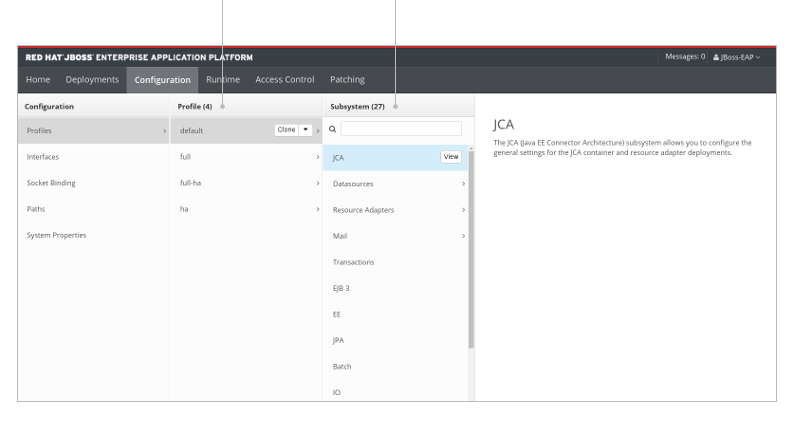 RED HAT JBOSS ENTERPRISE APPLICATION PLATFORM
Messages: 0 JBoss-EAP
Home Deployments Configuration Runtime Access Control Patching
Configuration
Profiles
Interfaces
Socket Binding
Paths
System Properties
Profile (4)
default Clone
full
full-ha
ha
Subsystem (27)
JCA View
Datasources
Resource Adapters
Mail
Transactions
EJB 3
EE
JPA
Batch
IO
JCA
The JCA (Java EE Connector Architecture) subsystem allows you to configure the
general settings for the JCA container and resource adapter deployments.